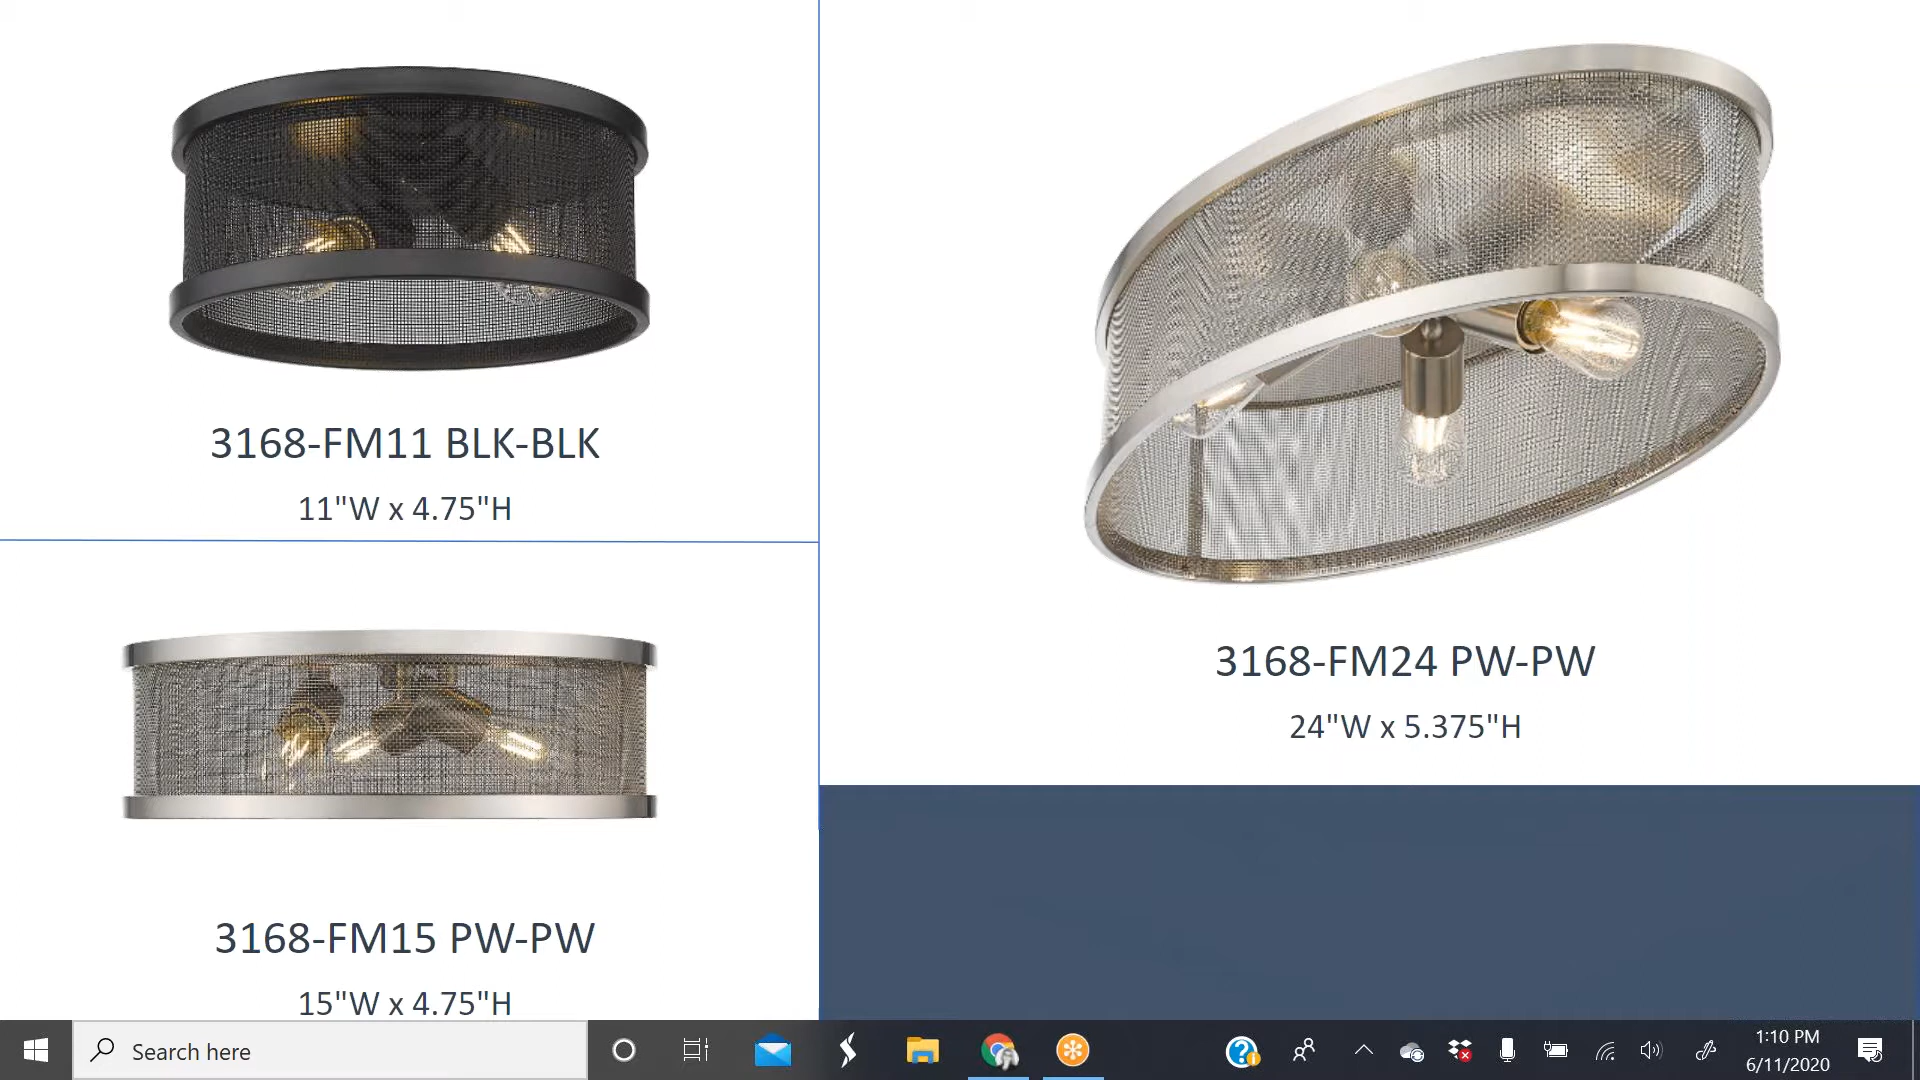 3168-FM11 BLK-BLK
11"W x 4.75"H
3168-FM15 PW-PW
15"W x 4.75"H
3168-FM24 PW-PW
24"W x 5.375"H
Search here
1:10 PM
6/11/2020